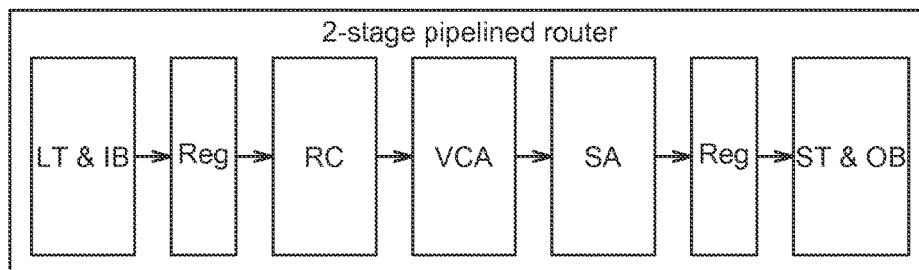 2-stage pipelined router
LT & IB
Reg
RC
VCA
SA
Reg
ST & OB